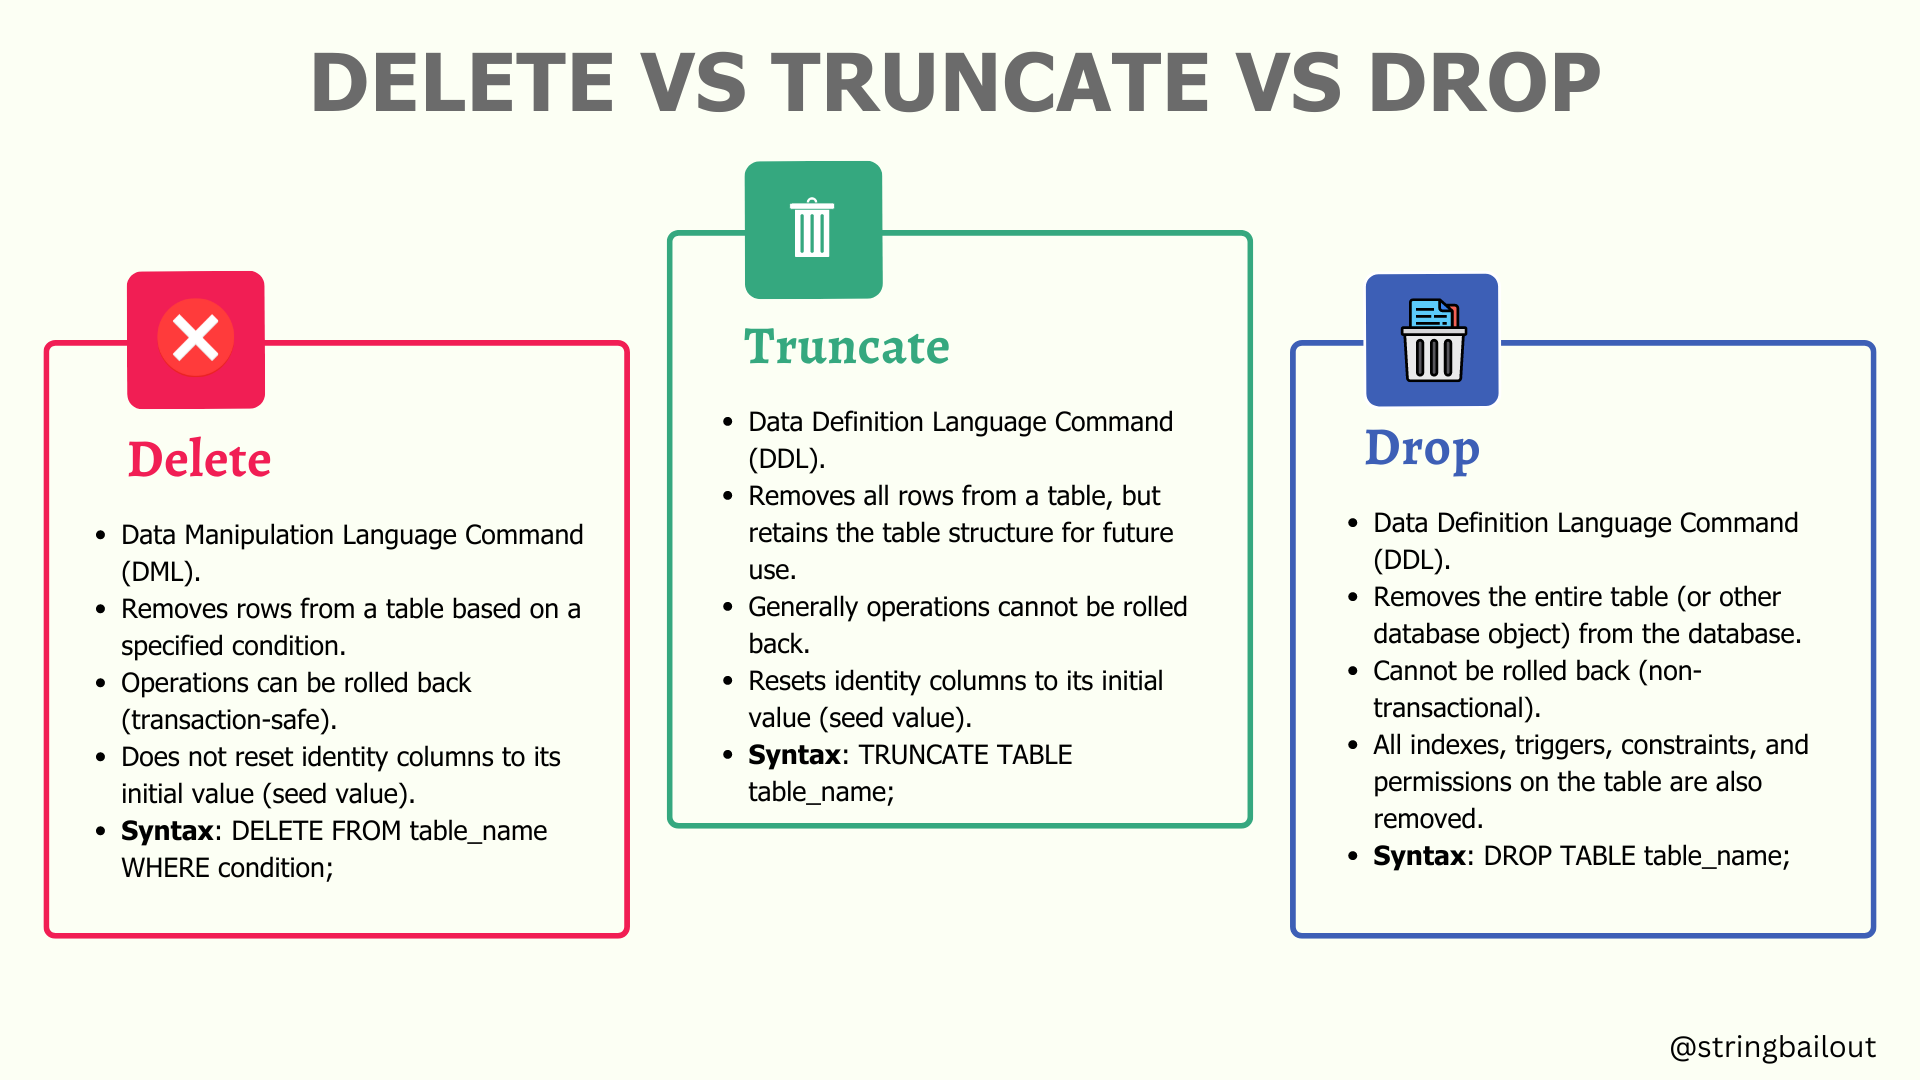 DELETE VS TRUNCATE VS DROP
Delete
• Data Manipulation Language Command
(DML).
• Removes rows from a table based on a
specified condition.
• Operations can be rolled back
(transaction-safe).
• Does not reset identity columns to its
initial value (seed value).
• Syntax: DELETE FROM table_name
WHERE condition;
Truncate
• Data Definition Language Command
(DDL).
• Removes all rows from a table, but
retains the table structure for future
use.
• Generally operations cannot be rolled
back.
• Resets identity columns to its initial
value (seed value).
• Syntax: TRUNCATE TABLE
table_name;
Drop
• Data Definition Language Command
(DDL).
• Removes the entire table (or other
database object) from the database.
• Cannot be rolled back (non-
transactional).
• All indexes, triggers, constraints, and
permissions on the table are also
removed.
• Syntax: DROP TABLE table_name;
@stringbailout